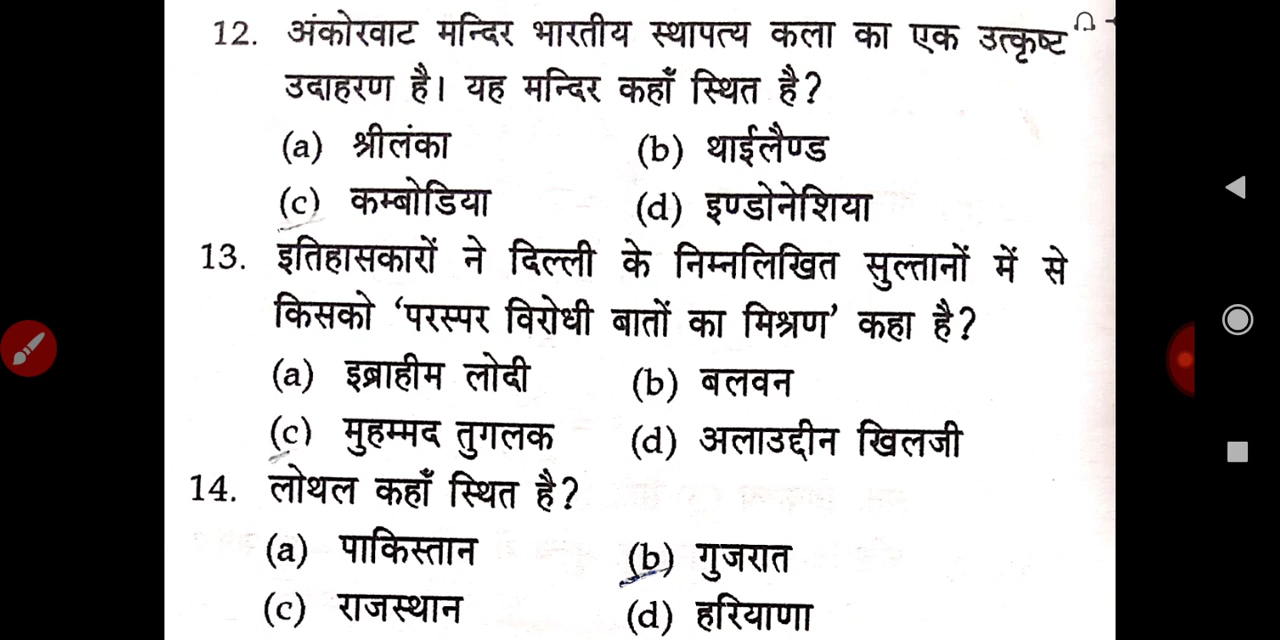 12. अंकोरवाट मन्दिर भारतीय स्थापत्य कला का एक उत्कृष्ट
उदाहरण है। यह मन्दिर कहाँ स्थित है?
(a) श्रीलंका (b) थाईलैण्ड
(c) कम्बोडिया (d) इण्डोनेशिया
13. इतिहासकारों ने दिल्ली के निम्नलिखित सुल्तानों में से
किसको ‘परस्पर विरोधी बातों का मिश्रण’ कहा है?
(a) इब्राहीम लोदी (b) बलवन
(c) मुहम्मद तुगलक (d) अलाउद्दीन खिलजी
14. लोथल कहाँ स्थित है?
(a) पाकिस्तान (b) गुजरात
(c) राजस्थान (d) हरियाणा